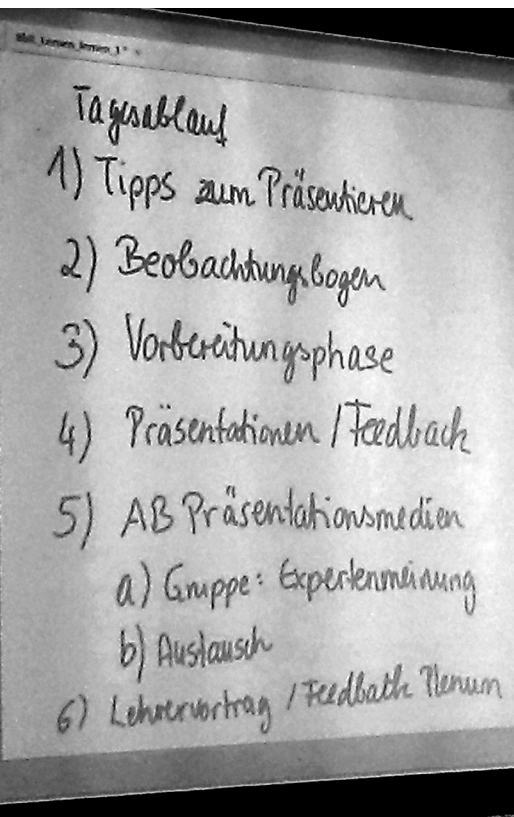 Tagesablauf
1) Tipps zum Präsentieren
2) Beobachtungsbogen
3) Vorbereitungsphase
4) Präsentationen / Feedback
5) AB Präsentationsmedien
a) Gruppe: Expertenmeinung
b) Austausch
6) Lehrervortrag / Feedback Plenum